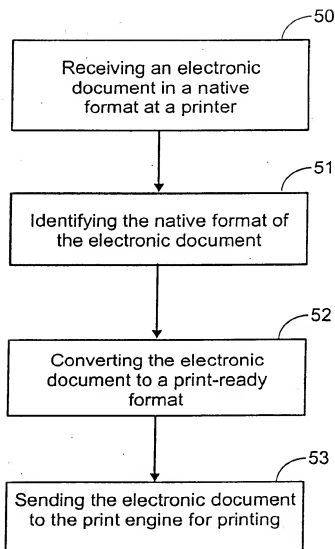 50
Receiving an electronic
document in a native
format at a printer
51
Identifying the native format of
the electronic document
52
Converting the electronic
document to a print-ready
format
53
Sending the electronic document
to the print engine for printing